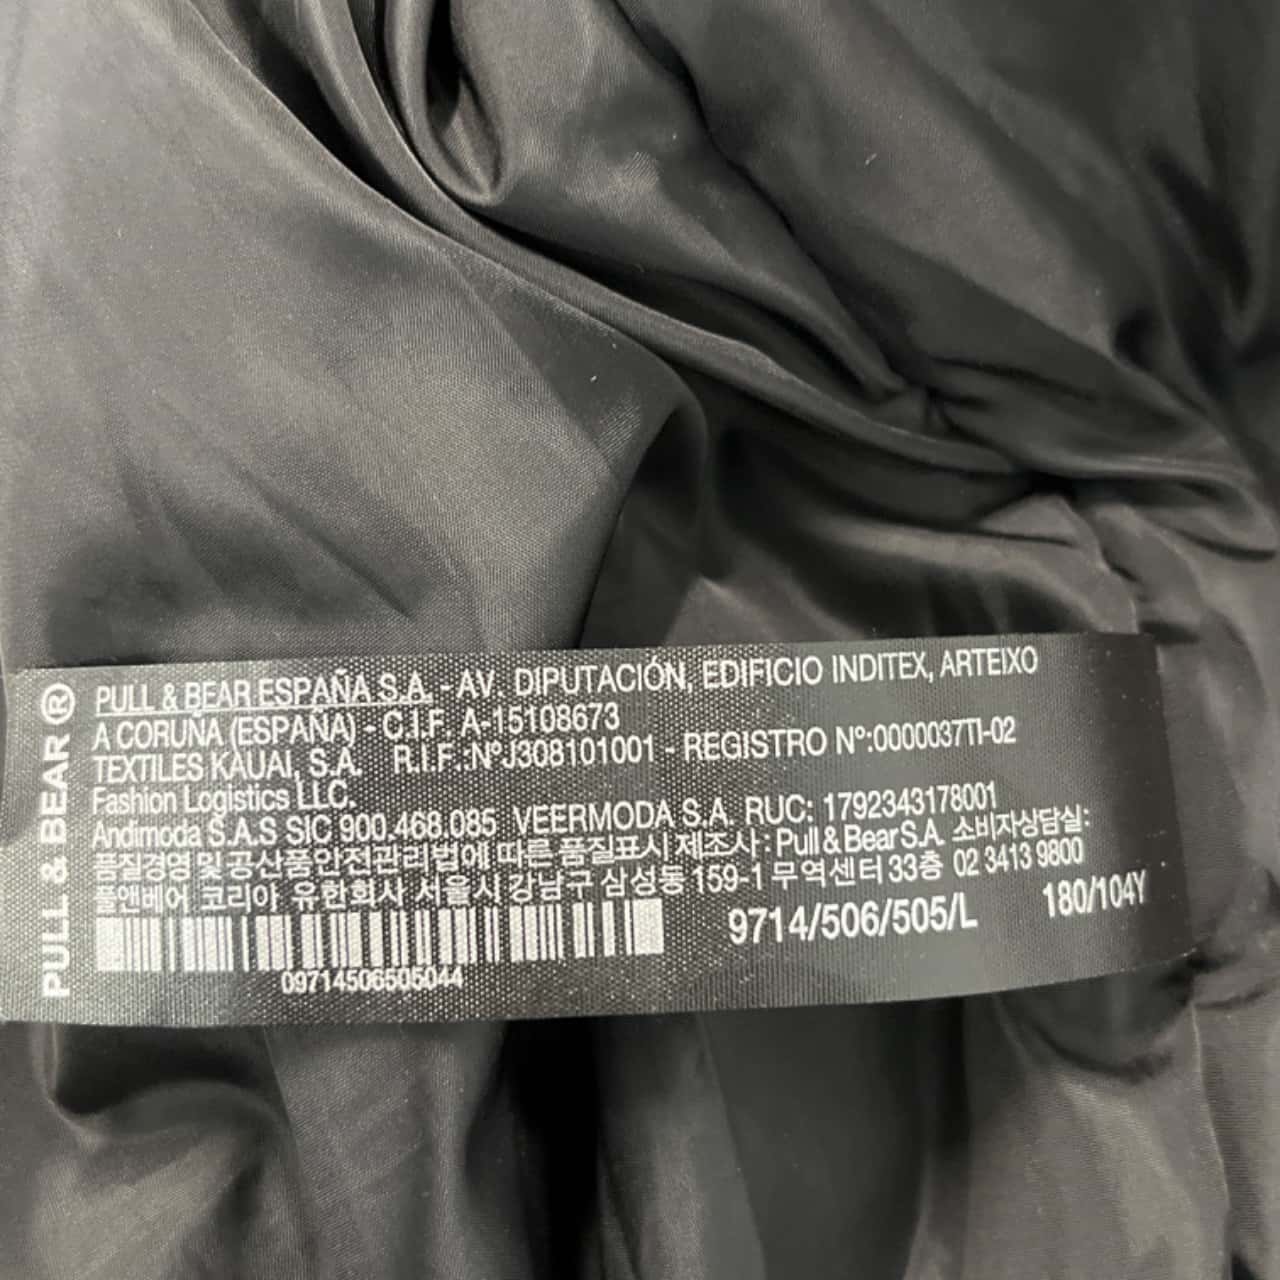 PULL & BEAR ®
PULL & BEAR ESPAÑA S.A. - AV. DIPUTACIÓN, EDIFICIO INDITEX, ARTEIXO
A CORUÑA (ESPAÑA) - C.I.F. A-15108673
TEXTILES KAUAI, S.A. R.I.F.:NºJ308101001 - REGISTRO Nº:0000037TI-02
Fashion Logistics LLC.
Andimoda S.A.S SIC 900.468.085 VEERMODA S.A. RUC: 1792343178001
품질경영 및 공산품안전관리법에 따른 품질표시 제조사: Pull & Bear S.A. 소비자상담실:
풀앤베어 코리아 유한회사 서울시 강남구 삼성동 159-1 무역센터 33층 02 3413 9800
9714/506/505/L 180/104Y
09714506505044